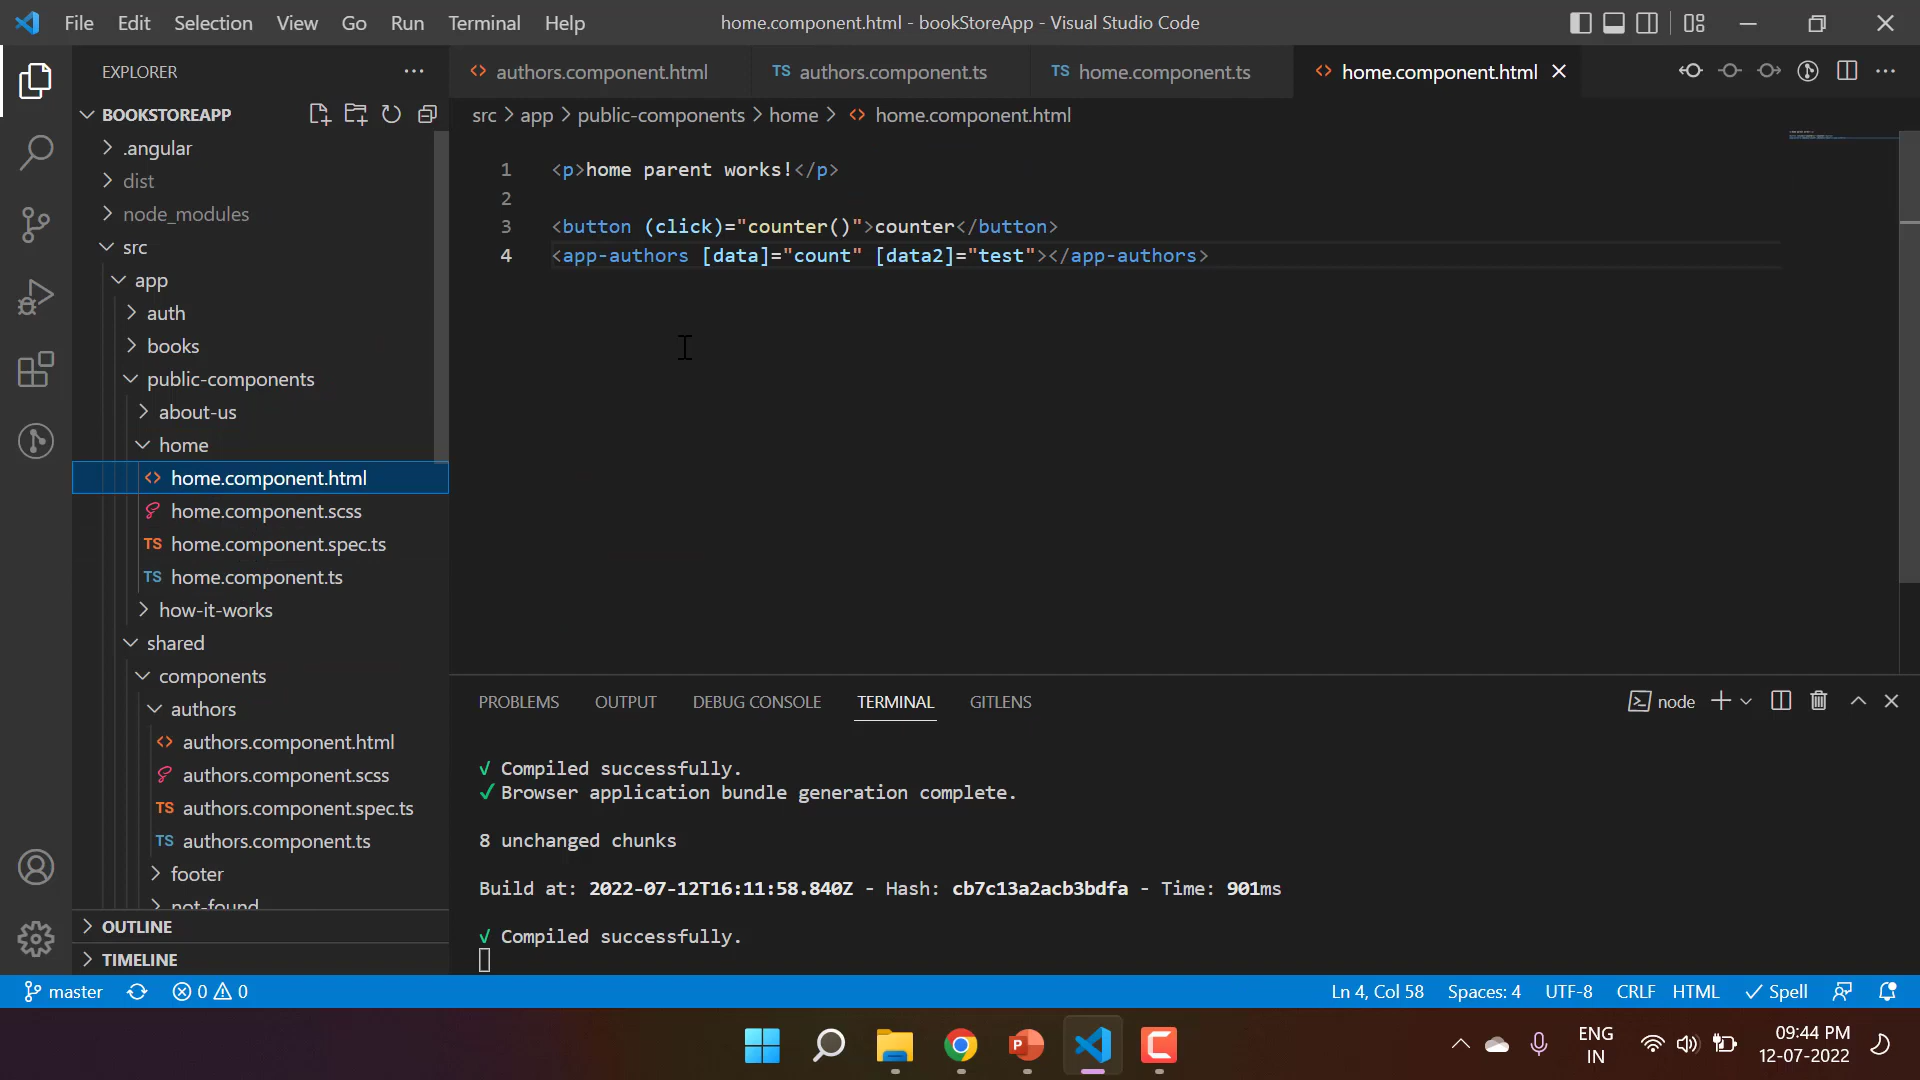 File Edit Selection View Go Run Terminal Help
home.component.html - bookStoreApp - Visual Studio Code
EXPLORER
BOOKSTOREAPP
.angular
dist
node_modules
src
app
auth
books
public-components
about-us
home
home.component.html
home.component.scss
TS home.component.spec.ts
TS home.component.ts
how-it-works
shared
components
authors
authors.component.html
authors.component.scss
TS authors.component.spec.ts
TS authors.component.ts
footer
not-found
OUTLINE
TIMELINE
authors.component.html TS authors.component.ts TS home.component.ts home.component.html
src > app > public-components > home > home.component.html
1 <p>home parent works!</p>
2
3 <button (click)="counter()">counter</button>
4 <app-authors [data]="count" [data2]="test"></app-authors>
PROBLEMS OUTPUT DEBUG CONSOLE TERMINAL GITLENS
node
√ Compiled successfully.
✓ Browser application bundle generation complete.
8 unchanged chunks
Build at: 2022-07-12T16:11:58.840Z - Hash: cb7c13a2acb3bdfa - Time: 901ms
√ Compiled successfully.
master 0 0 Ln 4, Col 58 Spaces: 4 UTF-8 CRLF HTML Spell
P C
ENG
IN
09:44 PM
12-07-2022